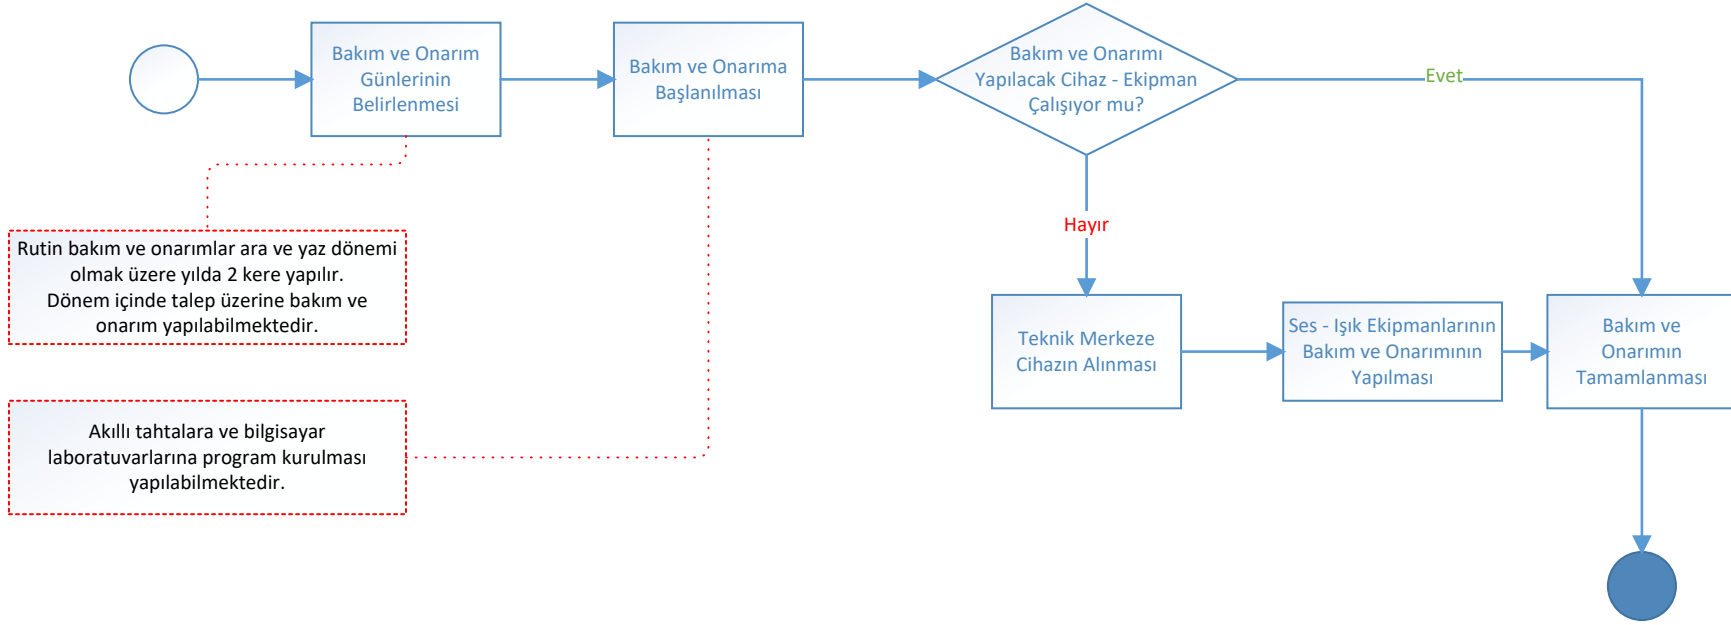 Bakım ve Onarım
Günlerinin
Belirlenmesi
Bakım ve Onarıma
Başlanılması
Bakım ve Onarımı
Yapılacak Cihaz - Ekipman
Çalışıyor mu?
Evet
Hayır
Rutin bakım ve onarımlar ara ve yaz dönemi
olmak üzere yılda 2 kere yapılır.
Dönem içinde talep üzerine bakım ve
onarım yapılabilmektedir.
Teknik Merkeze
Cihazın Alınması
Ses - Işık Ekipmanlarının
Bakım ve Onarımının
Yapılması
Bakım ve
Onarımın
Tamamlanması
Akıllı tahtalara ve bilgisayar
laboratuvarlarına program kurulması
yapılabilmektedir.